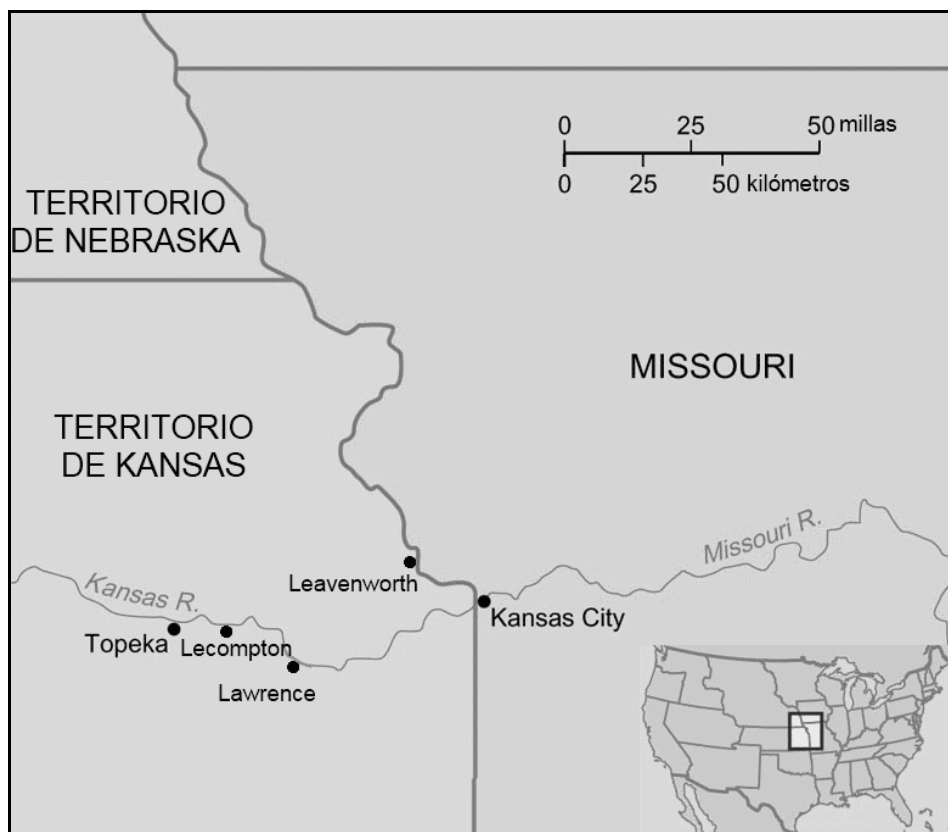 0 25 50 millas
0 25 50 kilómetros
TERRITORIO
DE NEBRASKA
MISSOURI
TERRITORIO
DE KANSAS
Missouri R.
Leavenworth
Kansas R.
Kansas City
Topeka
Lecompton
Lawrence